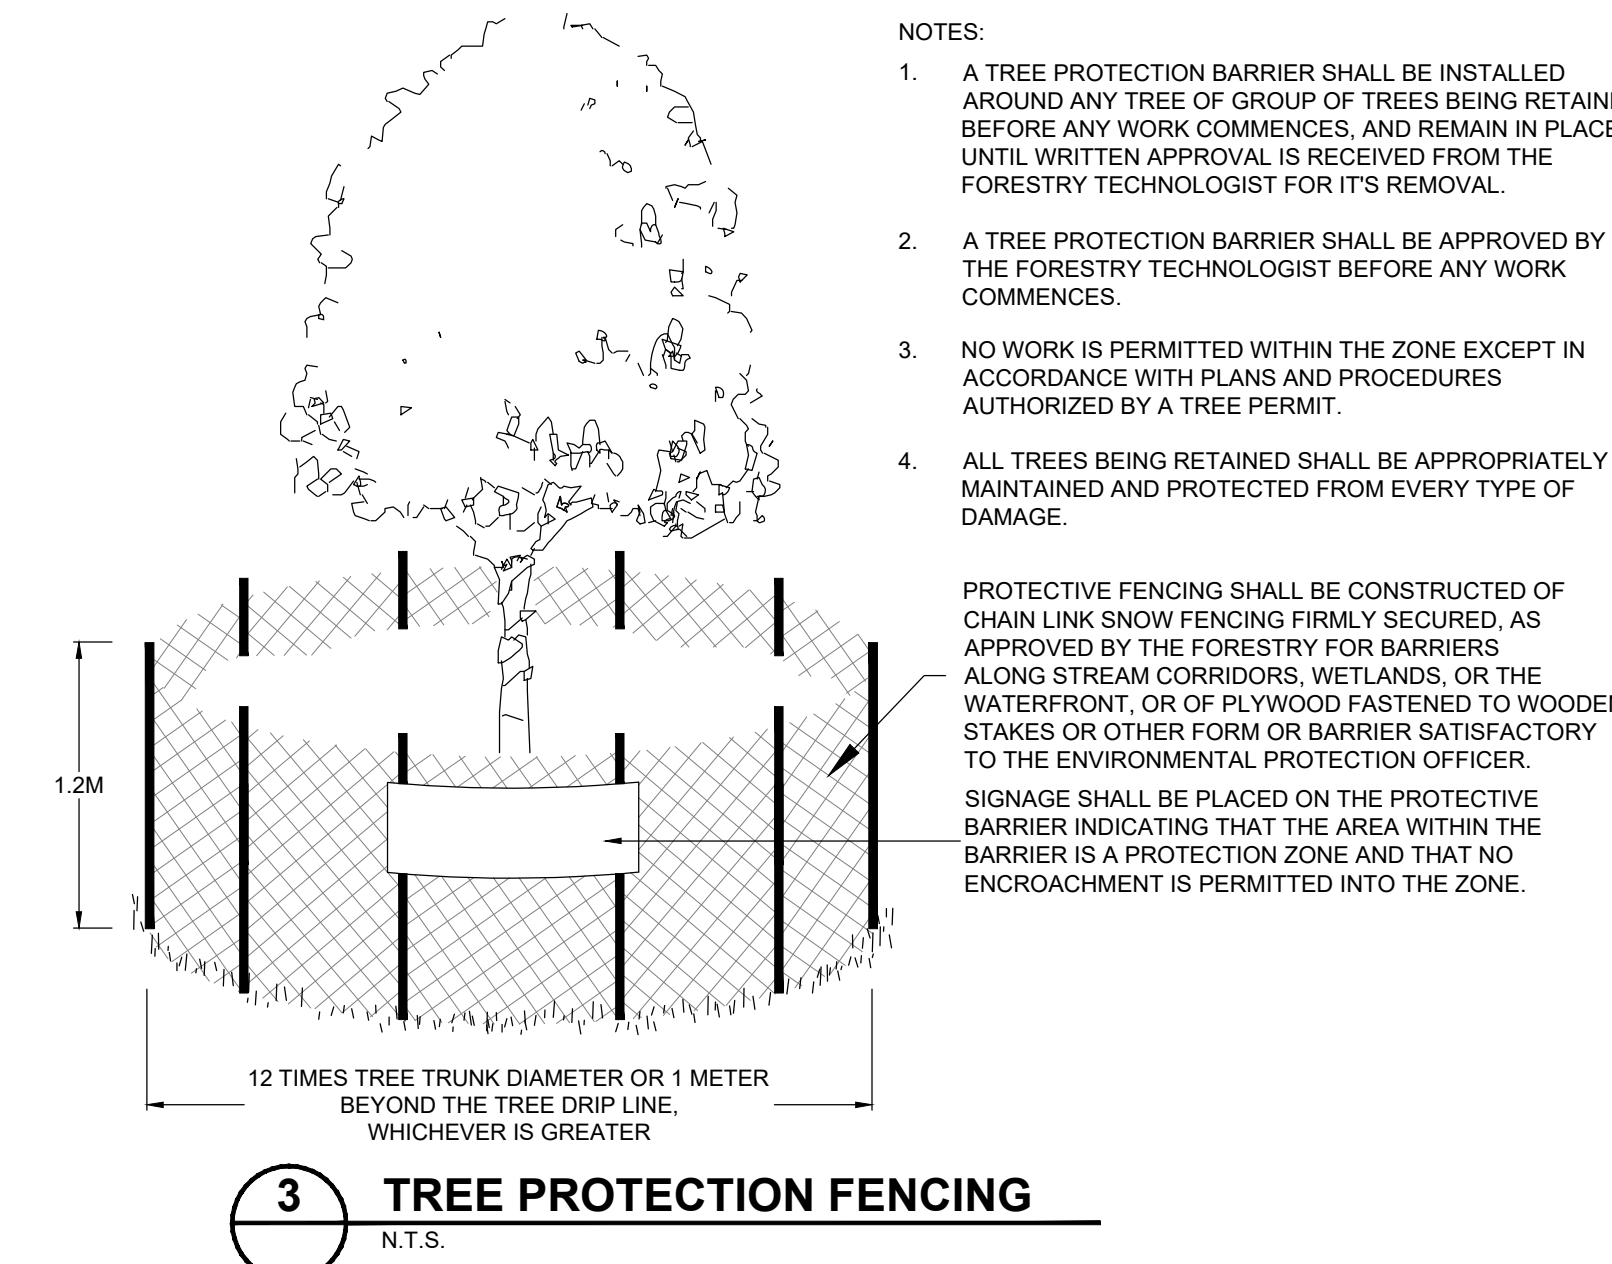 NOTES:
1. A TREE PROTECTION BARRIER SHALL BE INSTALLED
AROUND ANY TREE OF GROUP OF TREES BEING RETAIN
BEFORE ANY WORK COMMENCES, AND REMAIN IN PLACE
UNTIL WRITTEN APPROVAL IS RECEIVED FROM THE
FORESTRY TECHNOLOGIST FOR IT'S REMOVAL.
2. A TREE PROTECTION BARRIER SHALL BE APPROVED BY
THE FORESTRY TECHNOLOGIST BEFORE ANY WORK
COMMENCES.
3. NO WORK IS PERMITTED WITHIN THE ZONE EXCEPT IN
ACCORDANCE WITH PLANS AND PROCEDURES
AUTHORIZED BY A TREE PERMIT.
4. ALL TREES BEING RETAINED SHALL BE APPROPRIATELY
MAINTAINED AND PROTECTED FROM EVERY TYPE OF
DAMAGE.
PROTECTIVE FENCING SHALL BE CONSTRUCTED OF
CHAIN LINK SNOW FENCING FIRMLY SECURED, AS
APPROVED BY THE FORESTRY FOR BARRIERS
ALONG STREAM CORRIDORS, WETLANDS, OR THE
WATERFRONT, OR OF PLYWOOD FASTENED TO WOODEN
STAKES OR OTHER FORM OR BARRIER SATISFACTORY
TO THE ENVIRONMENTAL PROTECTION OFFICER.
SIGNAGE SHALL BE PLACED ON THE PROTECTIVE
BARRIER INDICATING THAT THE AREA WITHIN THE
BARRIER IS A PROTECTION ZONE AND THAT NO
ENCROACHMENT IS PERMITTED INTO THE ZONE.
1.2M
12 TIMES TREE TRUNK DIAMETER OR 1 METER
BEYOND THE TREE DRIP LINE,
WHICHEVER IS GREATER
3 TREE PROTECTION FENCING
N.T.S.